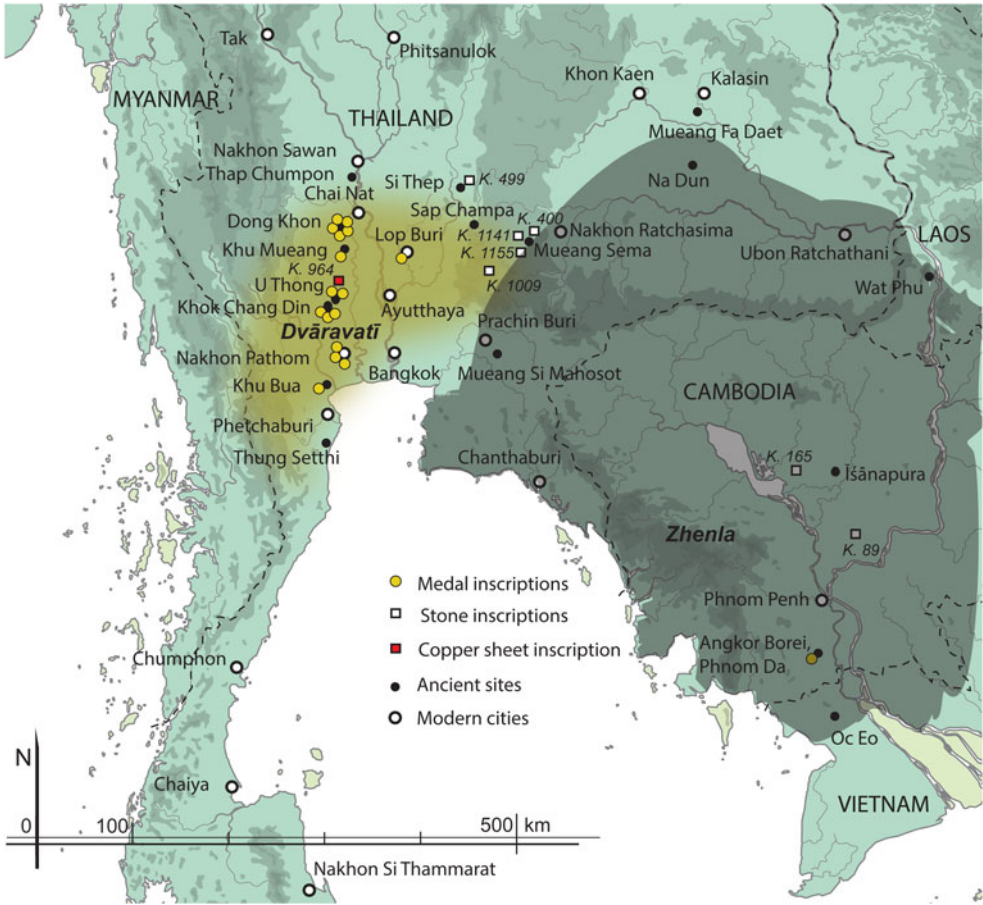 Tak
Phitsanulok
Khon Kaen
Kalasin
MYANMAR
THAILAND
Mueang Fa Daet
Nakhon Sawan
Thap Chumpon
Si Thep
K. 499
Na Dun
Chai Nat
Dong Khon
Sap Champa
K. 400
Lop Buri
K. 1141
Nakhon Ratchasima
Khu Mueang
K. 1155
Mueang Sema
Ubon Ratchathani
LAOS
K. 964
U Thong
K. 1009
Wat Phu
Khok Chang Din
Ayutthaya
Dvāravatī
Prachin Buri
Nakhon Pathom
Bangkok
Mueang Si Mahosot
Khu Bua
CAMBODIA
Phetchaburi
Thung Setthi
Chanthaburi
K. 165
Īśânapura
Zhenla
K. 89
Medal inscriptions
Phnom Penh
Stone inscriptions
Copper sheet inscription
Angkor Borei,
Phnom Da
Chumphon
Ancient sites
Modern cities
Oc Eo
N
Chaiya
VIETNAM
0 100 500 km
Nakhon Si Thammarat